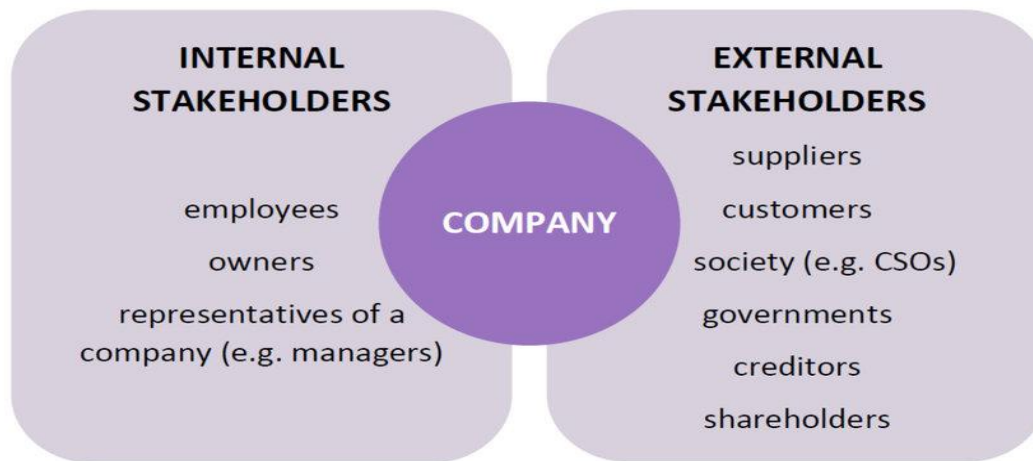 INTERNAL
STAKEHOLDERS
employees
owners
representatives of a
company (e.g. managers)
COMPANY
EXTERNAL
STAKEHOLDERS
suppliers
customers
society (e.g. CSOs)
governments
creditors
shareholders